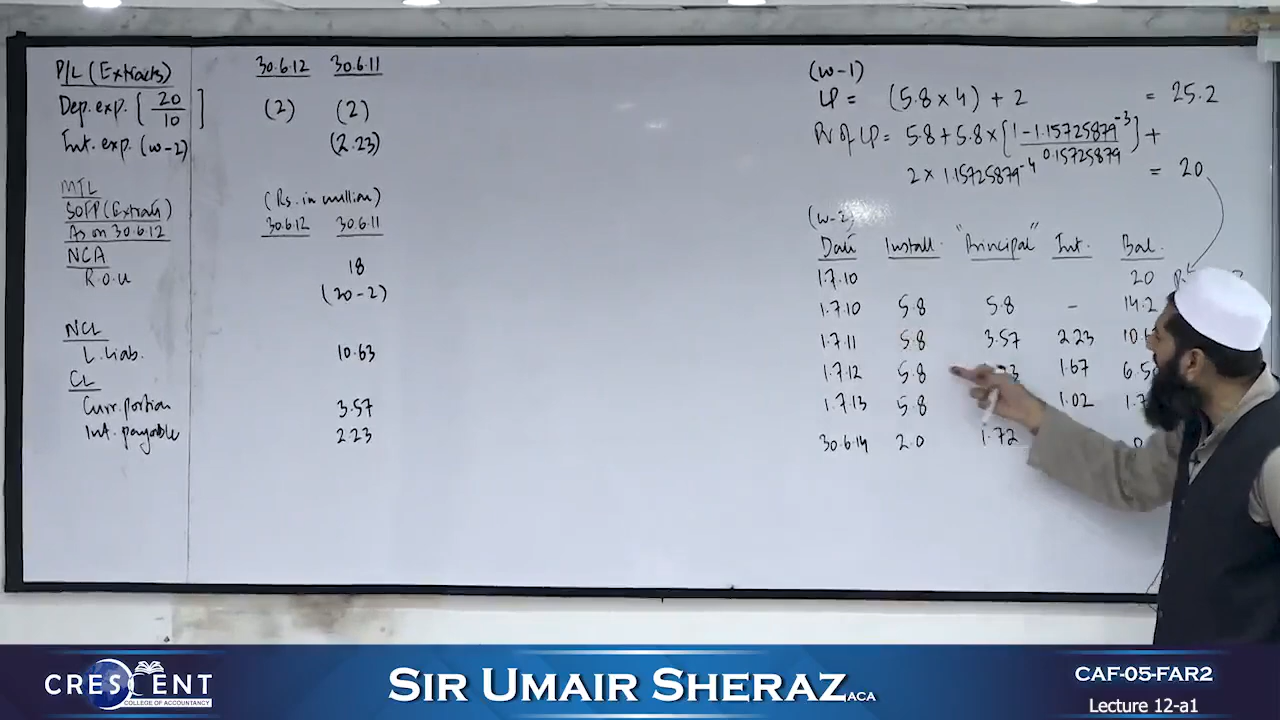 P/L (Extracts) 30.6.12 30.6.11
Dep. exp. [20/10] (2) (2)
Int. exp. (w-2) (2.23)
MTL
SOFP (Extracts) (Rs. in million)
As on 30.6.12 30.6.12 30.6.11
NCA
R.O.U 18
(20-2)
NCL
L. Liab. 10.63
CL
Curr. portion 3.57
Int. payable 2.23
(w-1)
LP = (5.8 x 4) + 2 = 25.2
PV of LP = 5.8 + 5.8 x [1 - 1.15725879^-3 / 0.15725879] +
2 x 1.15725879^-4 = 20
(w-2)
Date Install. "Principal" Int. Bal.
1.7.10 20
1.7.10 5.8 5.8 - 14.2
1.7.11 5.8 3.57 2.23 10.
1.7.12 5.8 1.67 6.5
1.7.13 5.8 1.02 1.7
30.6.14 2.0 1.72
CRESCENT
COLLEGE OF ACCOUNTANCY
SIR UMAIR SHERAZ, ACA
CAF-05-FAR2
Lecture 12-a1